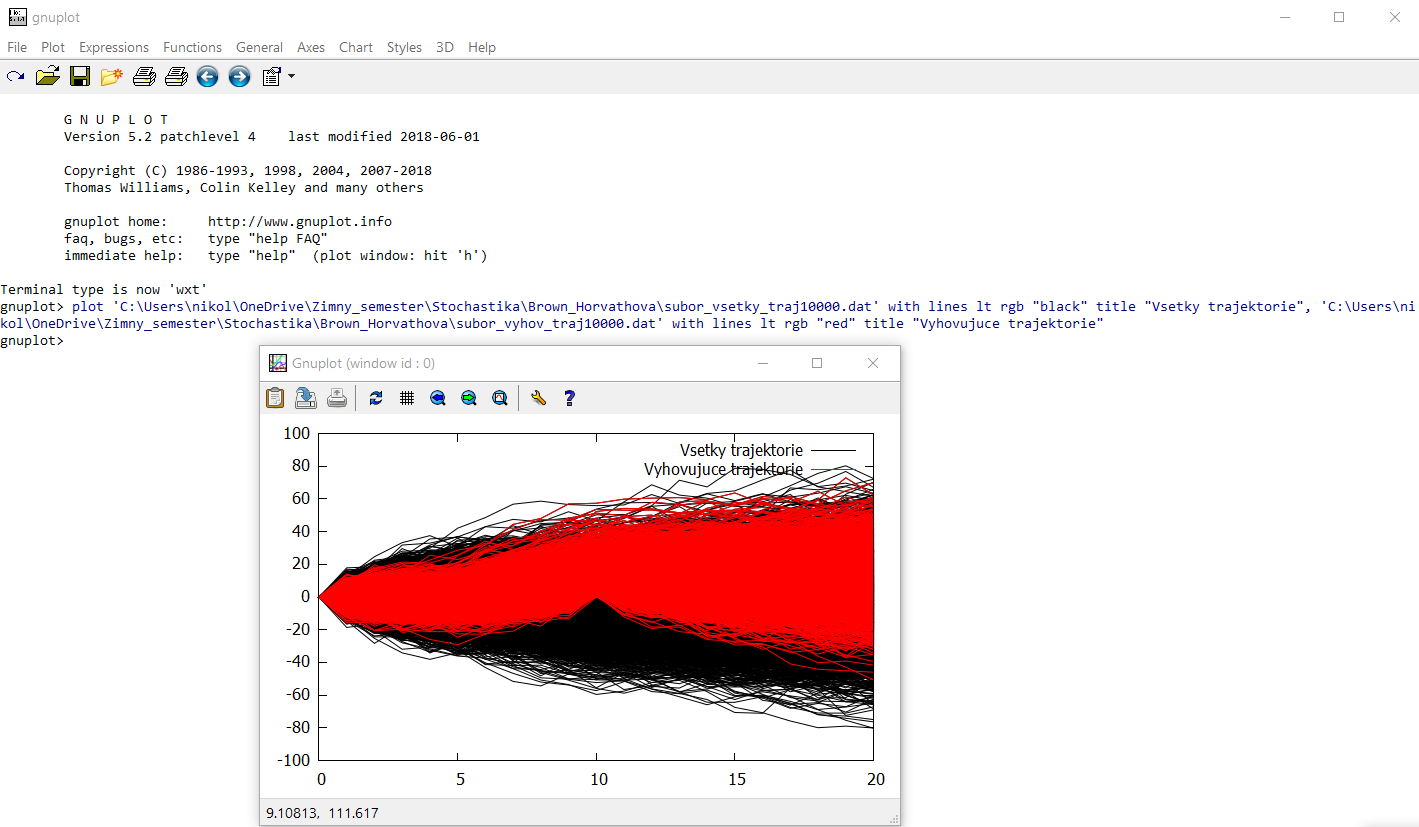 gnuplot
File Plot Expressions Functions General Axes Chart Styles 3D Help
G N U P L O T
Version 5.2 patchlevel 4    last modified 2018-06-01
Copyright (C) 1986-1993, 1998, 2004, 2007-2018
Thomas Williams, Colin Kelley and many others
gnuplot home:     http://www.gnuplot.info
faq, bugs, etc:   type "help FAQ"
immediate help:   type "help"  (plot window: hit 'h')
Terminal type is now 'wxt'
gnuplot> plot 'C:\Users\nikol\OneDrive\Zimny_semester\Stochastika\Brown_Horvathova\subor_vsetky_traj10000.dat' with lines lt rgb "black" title "Vsetky trajektorie", 'C:\Users\ni
kol\OneDrive\Zimny_semester\Stochastika\Brown_Horvathova\subor_vyhov_traj10000.dat' with lines lt rgb "red" title "Vyhovujuce trajektorie"
gnuplot>
Gnuplot (window id : 0)
Vsetky trajektorie
Vyhovujuce trajektorie
100
80
60
40
20
0
-20
-40
-60
-80
-100
0 5 10 15 20
9.10813, 111.617